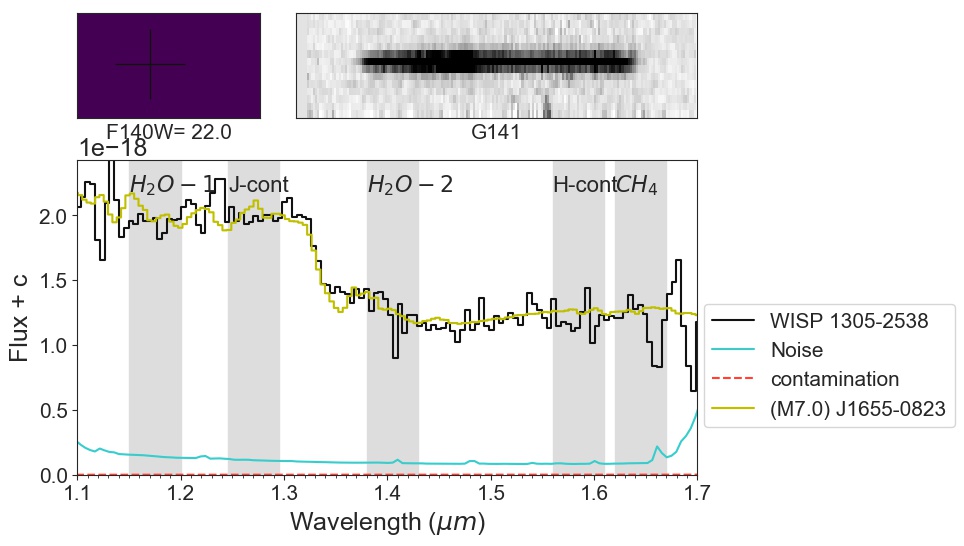 F140W= 22.0
G141
1e−18
H₂O − 1
J-cont
H₂O − 2
H-cont
CH₄
2.0
1.5
1.0
0.5
0.0
Flux + c
1.1
1.2
1.3
1.4
1.5
1.6
1.7
Wavelength (μm)
WISP 1305-2538
Noise
contamination
(M7.0) J1655-0823